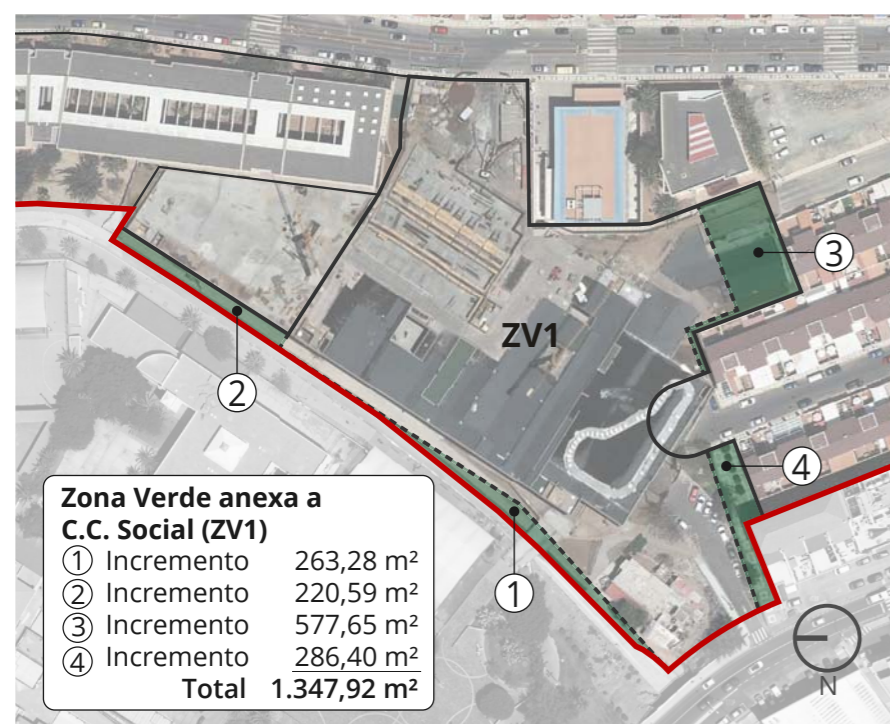 ZV1
3
2
4
1
Zona Verde anexa a
C.C. Social (ZV1)
1 Incremento 263,28 m²
2 Incremento 220,59 m²
3 Incremento 577,65 m²
4 Incremento 286,40 m²
Total 1.347,92 m²
N